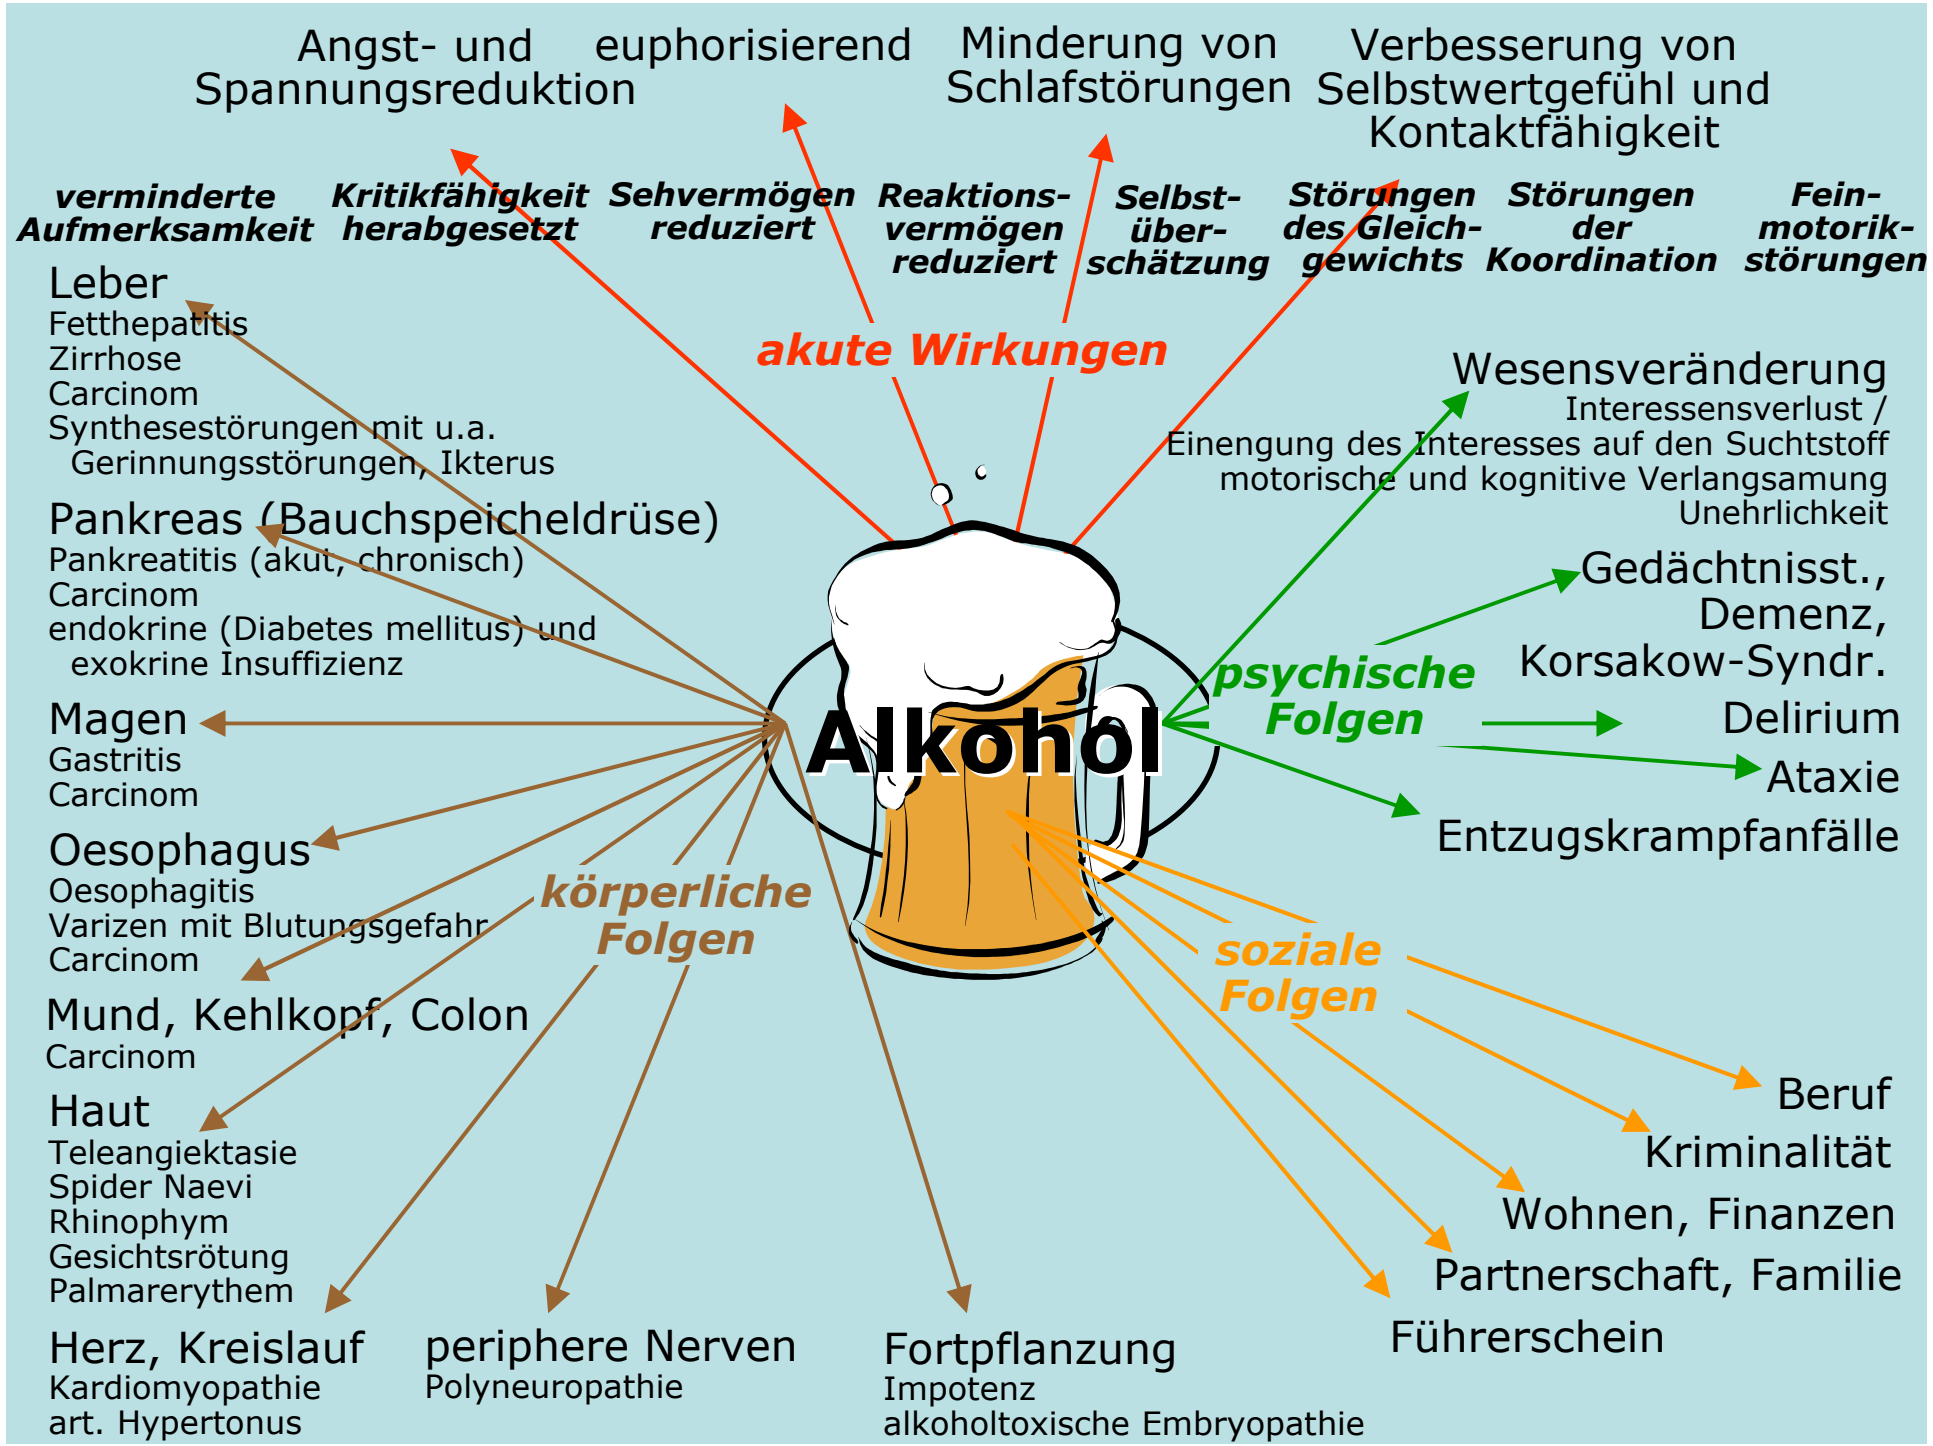 Angst- und
Spannungsreduktion
euphorisierend
Minderung von
Schlafstörungen
Verbesserung von
Selbstwertgefühl und
Kontaktfähigkeit
verminderte
Aufmerksamkeit
Kritikfähigkeit
herabgesetzt
Sehvermögen
reduziert
Reaktions-
vermögen
reduziert
Selbst-
über-
schätzung
Störungen
des Gleich-
gewichts
Störungen
der
Koordination
Fein-
motorik-
störungen
akute Wirkungen
Leber
Fetthepatitis
Zirrhose
Carcinom
Synthesestörungen mit u.a.
Gerinnungsstörungen, Ikterus
Pankreas (Bauchspeicheldrüse)
Pankreatitis (akut, chronisch)
Carcinom
endokrine (Diabetes mellitus) und
exokrine Insuffizienz
Magen
Gastritis
Carcinom
Oesophagus
Oesophagitis
Varizen mit Blutungsgefahr
Carcinom
Mund, Kehlkopf, Colon
Carcinom
Haut
Teleangiektasie
Spider Naevi
Rhinophym
Gesichtsrötung
Palmarerythem
Herz, Kreislauf
Kardiomyopathie
art. Hypertonus
periphere Nerven
Polyneuropathie
Fortpflanzung
Impotenz
alkoholtoxische Embryopathie
körperliche
Folgen
Alkohol
Wesensveränderung
Interessensverlust /
Einengung des Interesses auf den Suchtstoff
motorische und kognitive Verlangsamung
Unehrlichkeit
Gedächtnisst.,
Demenz,
Korsakow-Syndr.
psychische
Folgen
Delirium
Ataxie
Entzugskrampfanfälle
soziale
Folgen
Beruf
Kriminalität
Wohnen, Finanzen
Partnerschaft, Familie
Führerschein